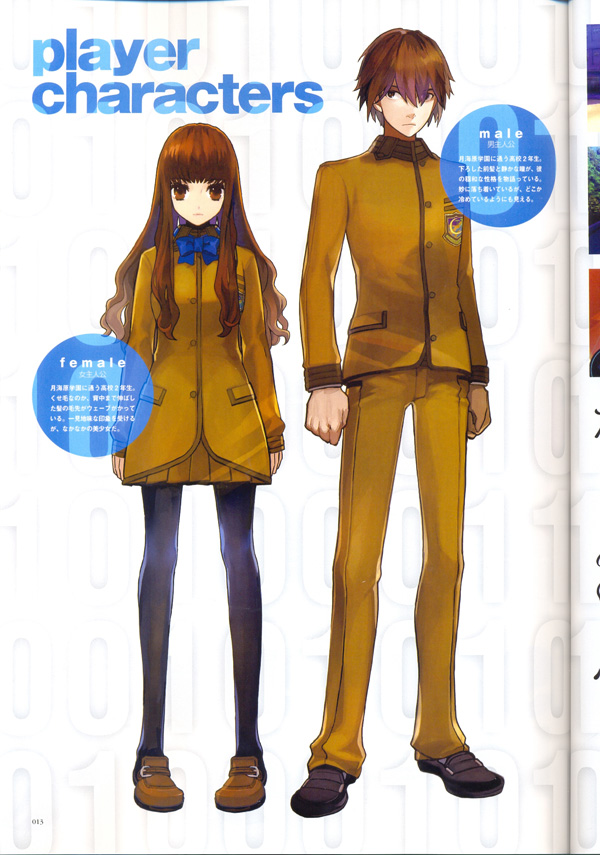 player
characters
male
男主人公
月海原学園に通う高校2年生。
下ろした前髪と静かな瞳が、彼
の穏和な性格を物語っている。
妙に落ち着いているが、どこか
冷めているようにも見える。
female
女主人公
月海原学園に通う高校2年生。
くせ毛なのか、背中まで伸ばし
た髪の毛先がウェーブがかって
いる。一見地味な印象を受ける
が、なかなかの美少女だ。
013